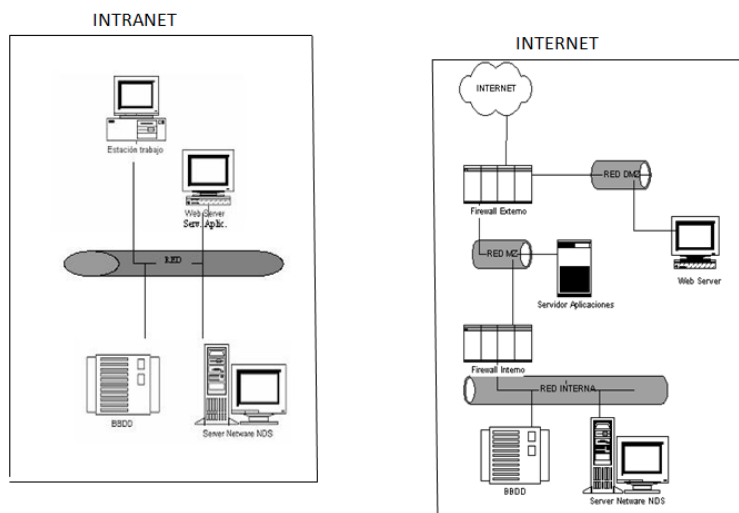 INTRANET
Estación trabajo
Web Server
Serv. Aplic.
RED
BBDD
Server Netware NDS
INTERNET
INTERNET
RED DMZ
Firewall Externo
Web Server
RED MZ
Servidor Aplicaciones
Firewall Interno
RED INTERNA
BBDD
Server Netware NDS